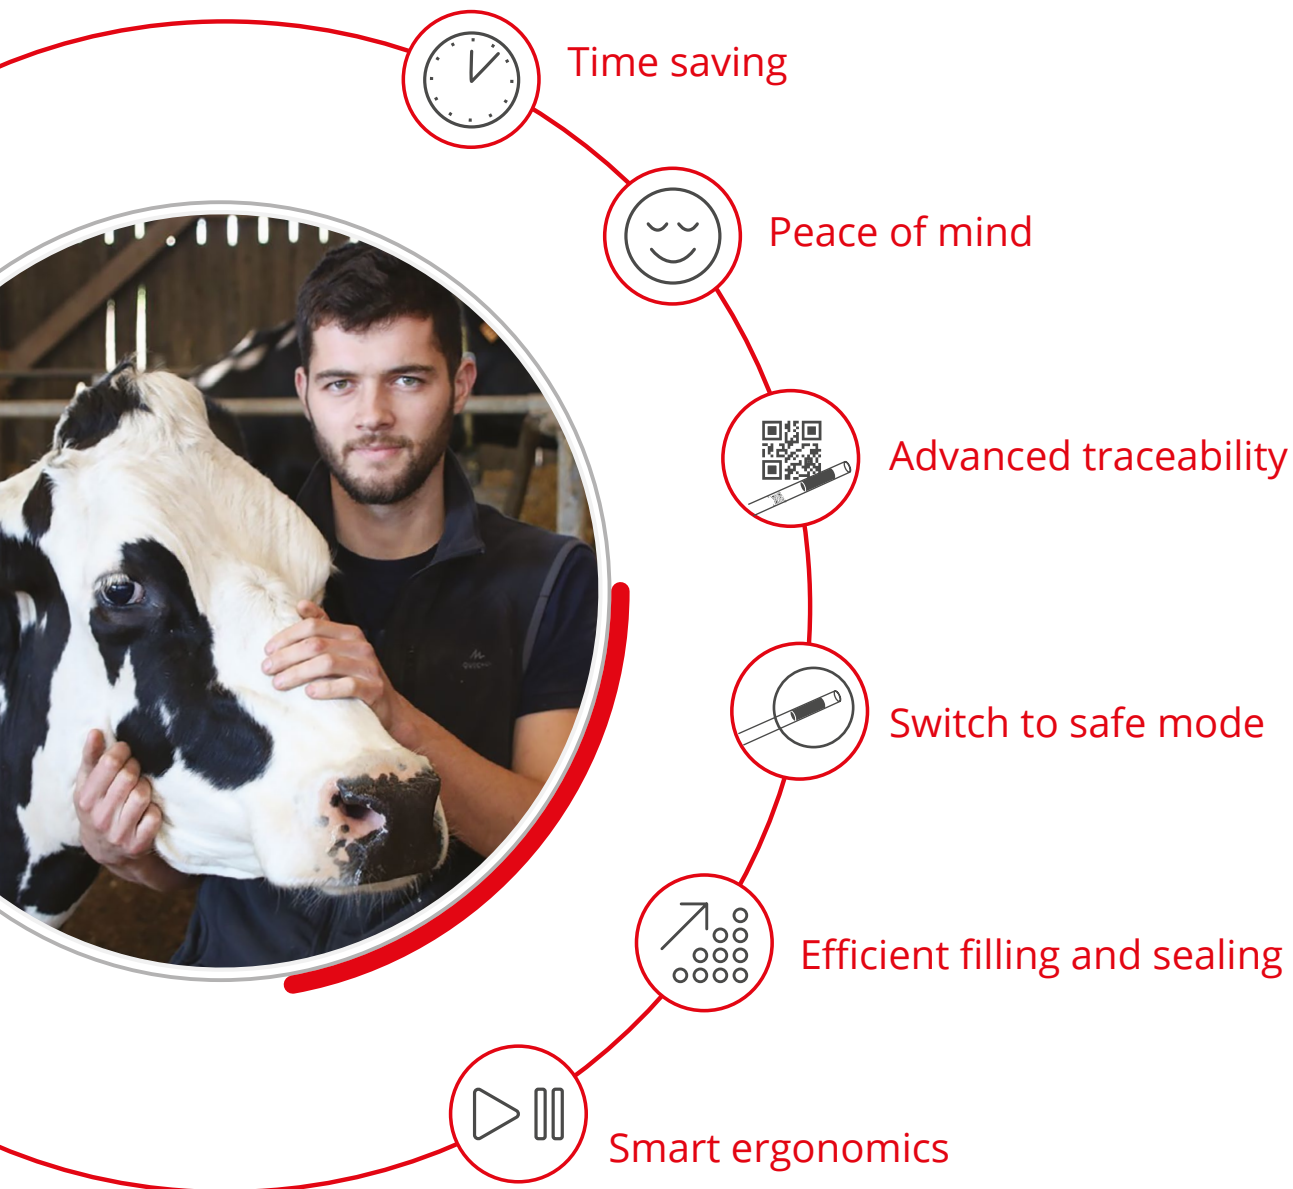 Time saving
Peace of mind
Advanced traceability
Switch to safe mode
Efficient filling and sealing
Smart ergonomics